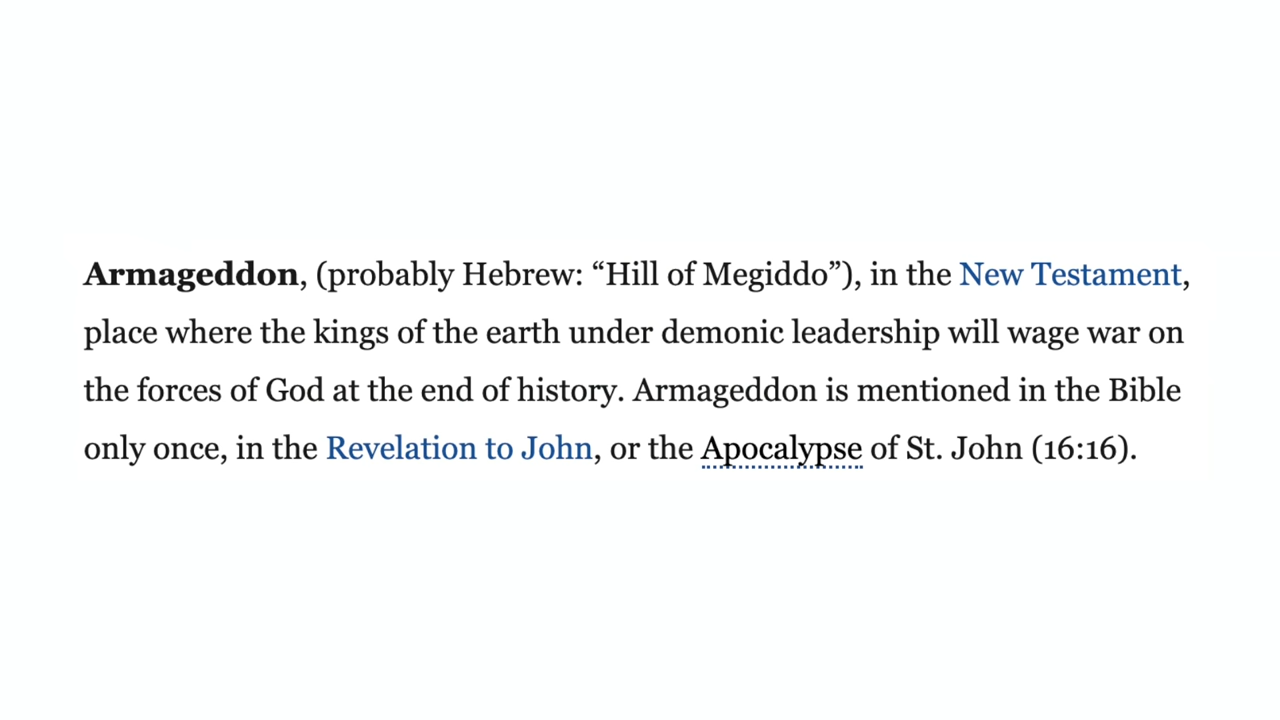 Armageddon, (probably Hebrew: “Hill of Megiddo”), in the New Testament,
place where the kings of the earth under demonic leadership will wage war on
the forces of God at the end of history. Armageddon is mentioned in the Bible
only once, in the Revelation to John, or the Apocalypse of St. John (16:16).